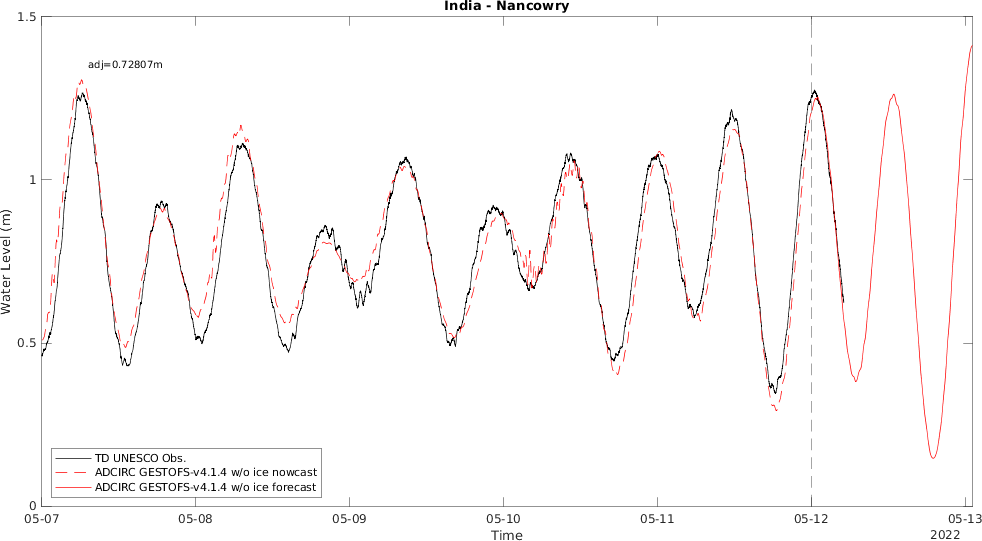 India - Nancowry
1.5
adj=0.72807m
1
Water Level (m)
0.5
TD UNESCO Obs.
ADCIRC GESTOFS-v4.1.4 w/o ice nowcast
ADCIRC GESTOFS-v4.1.4 w/o ice forecast
0
05-07 05-08 05-09 05-10 05-11 05-12 05-13
Time
2022